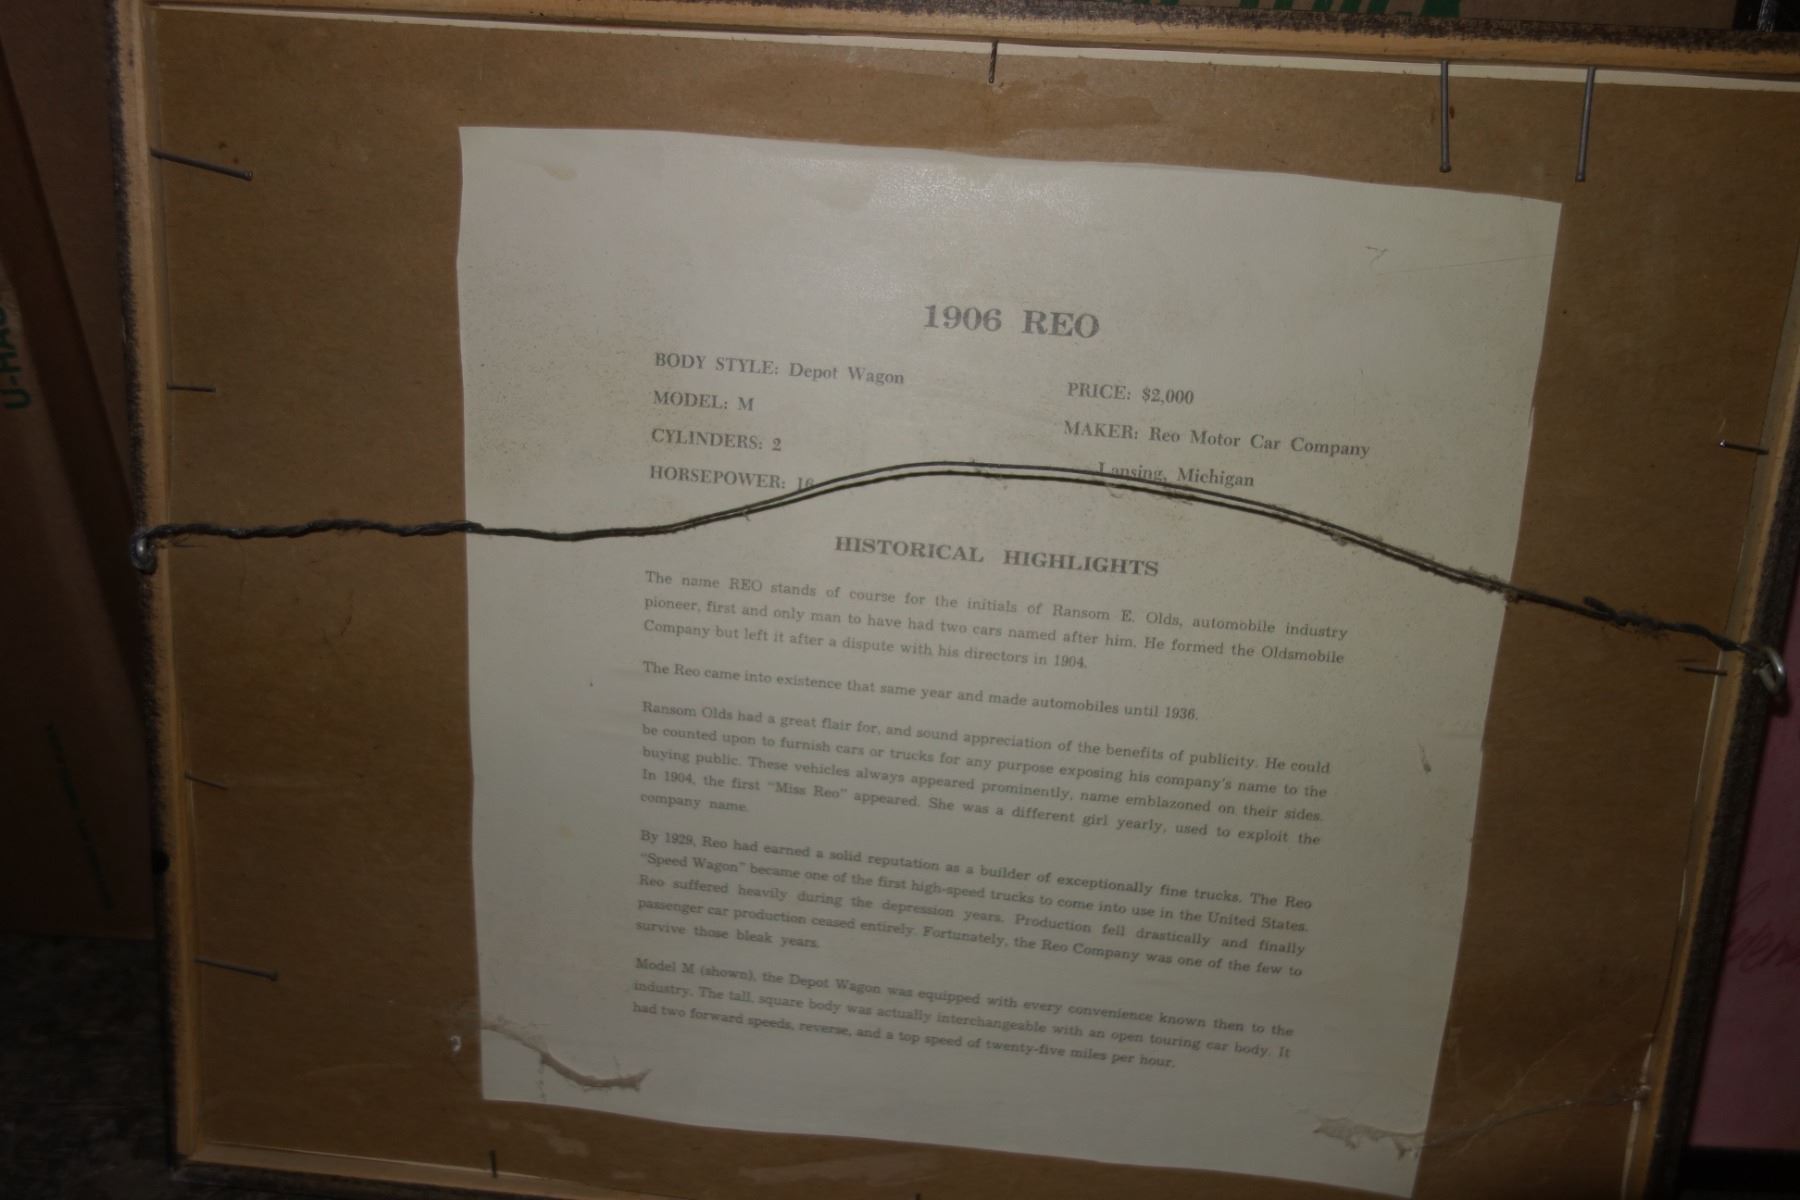 U-HAU
1906 REO
BODY STYLE: Depot Wagon
MODEL: M
CYLINDERS: 2
HORSEPOWER: 16
PRICE: $2,000
MAKER: Reo Motor Car Company
Lansing, Michigan
HISTORICAL HIGHLIGHTS
The name REO stands of course for the initials of Ransom E. Olds, automobile industry
pioneer, first and only man to have had two cars named after him. He formed the Oldsmobile
Company but left it after a dispute with his directors in 1904.
The Reo came into existence that same year and made automobiles until 1936.
Ransom Olds had a great flair for, and sound appreciation of the benefits of publicity. He could
be counted upon to furnish cars or trucks for any purpose exposing his company's name to the
buying public. These vehicles always appeared prominently, name emblazoned on their sides.
In 1904, the first "Miss Reo" appeared. She was a different girl yearly, used to exploit the
company name.
By 1929, Reo had earned a solid reputation as a builder of exceptionally fine trucks. The Reo
"Speed Wagon" became one of the first high-speed trucks to come into use in the United States.
Reo suffered heavily during the depression years. Production fell drastically and finally
passenger car production ceased entirely. Fortunately, the Reo Company was one of the few to
survive those bleak years.
Model M (shown), the Depot Wagon was equipped with every convenience known then to the
industry. The tall, square body was actually interchangeable with an open touring car body. It
had two forward speeds, reverse, and a top speed of twenty-five miles per hour.